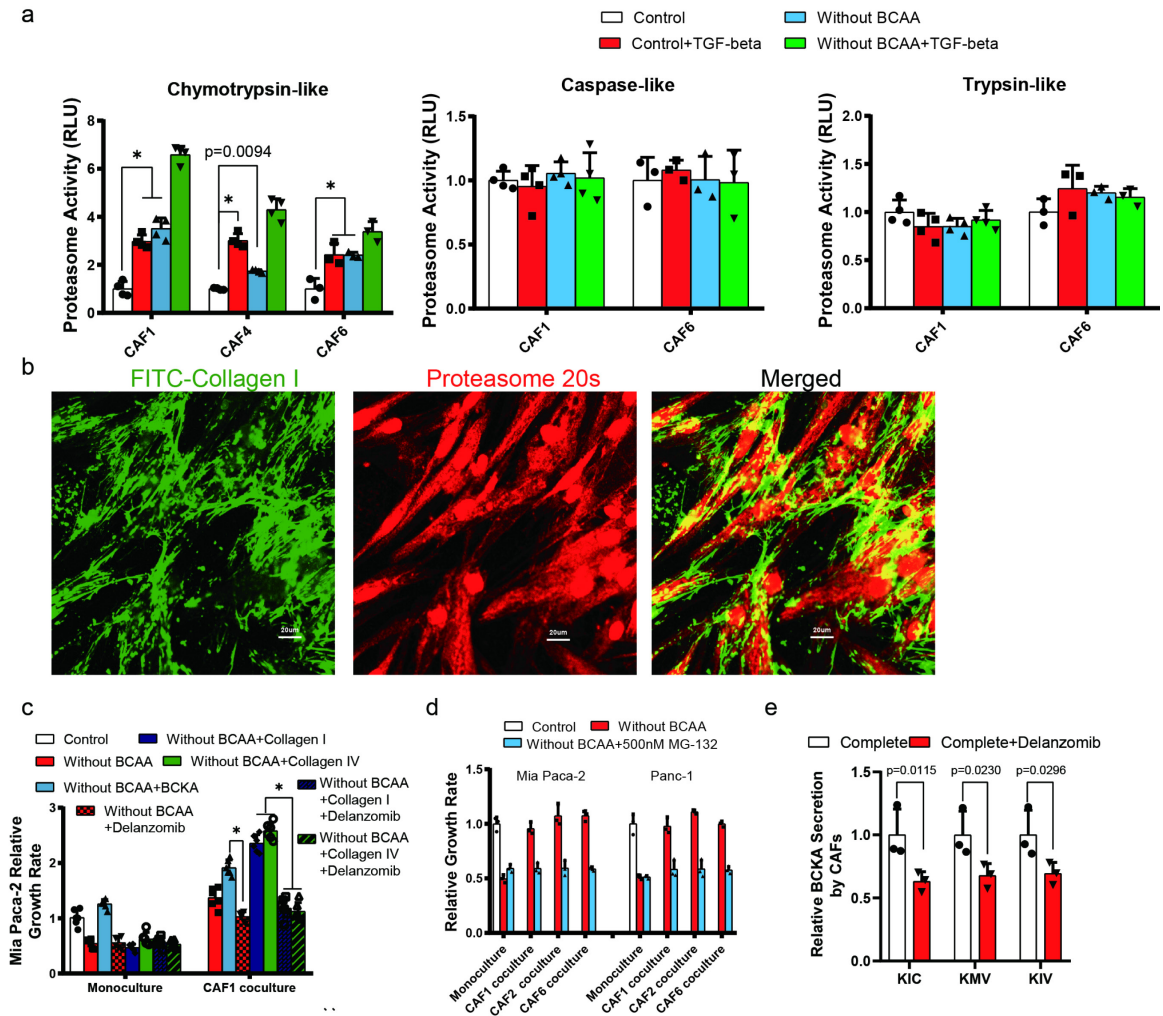 a
Control
Without BCAA
Control+TGF-beta
Without BCAA+TGF-beta
Chymotrypsin-like
Proteasome Activity (RLU)
8
6
4
2
0
*
p=0.0094
*
*
CAF1
CAF4
CAF6
Caspase-like
Proteasome Activity (RLU)
1.5
1.0
0.5
0.0
CAF1
CAF6
Trypsin-like
Proteasome Activity (RLU)
2.0
1.5
1.0
0.5
0.0
CAF1
CAF6
b
FITC-Collagen I
Proteasome 20s
Merged
20um
20um
20um
c
Control
Without BCAA+Collagen I
Without BCAA
Without BCAA+Collagen IV
Without BCAA+BCKA
Without BCAA
+Delanzomib
Without BCAA
+Collagen I
+Delanzomib
Without BCAA
+Collagen IV
+Delanzomib
Mia Paca-2 Relative
Growth Rate
3
2
1
0
*
*
Monoculture
CAF1 coculture
d
Control
Without BCAA
Without BCAA+500nM MG-132
Mia Paca-2
Panc-1
Relative Growth Rate
1.5
1.0
0.5
0.0
Monoculture
CAF1 coculture
CAF2 coculture
CAF6 coculture
Monoculture
CAF1 coculture
CAF2 coculture
CAF6 coculture
e
Complete
Complete+Delanzomib
p=0.0115
p=0.0230
p=0.0296
Relative BCKA Secretion
by CAFs
1.5
1.0
0.5
0.0
KIC
KMV
KIV